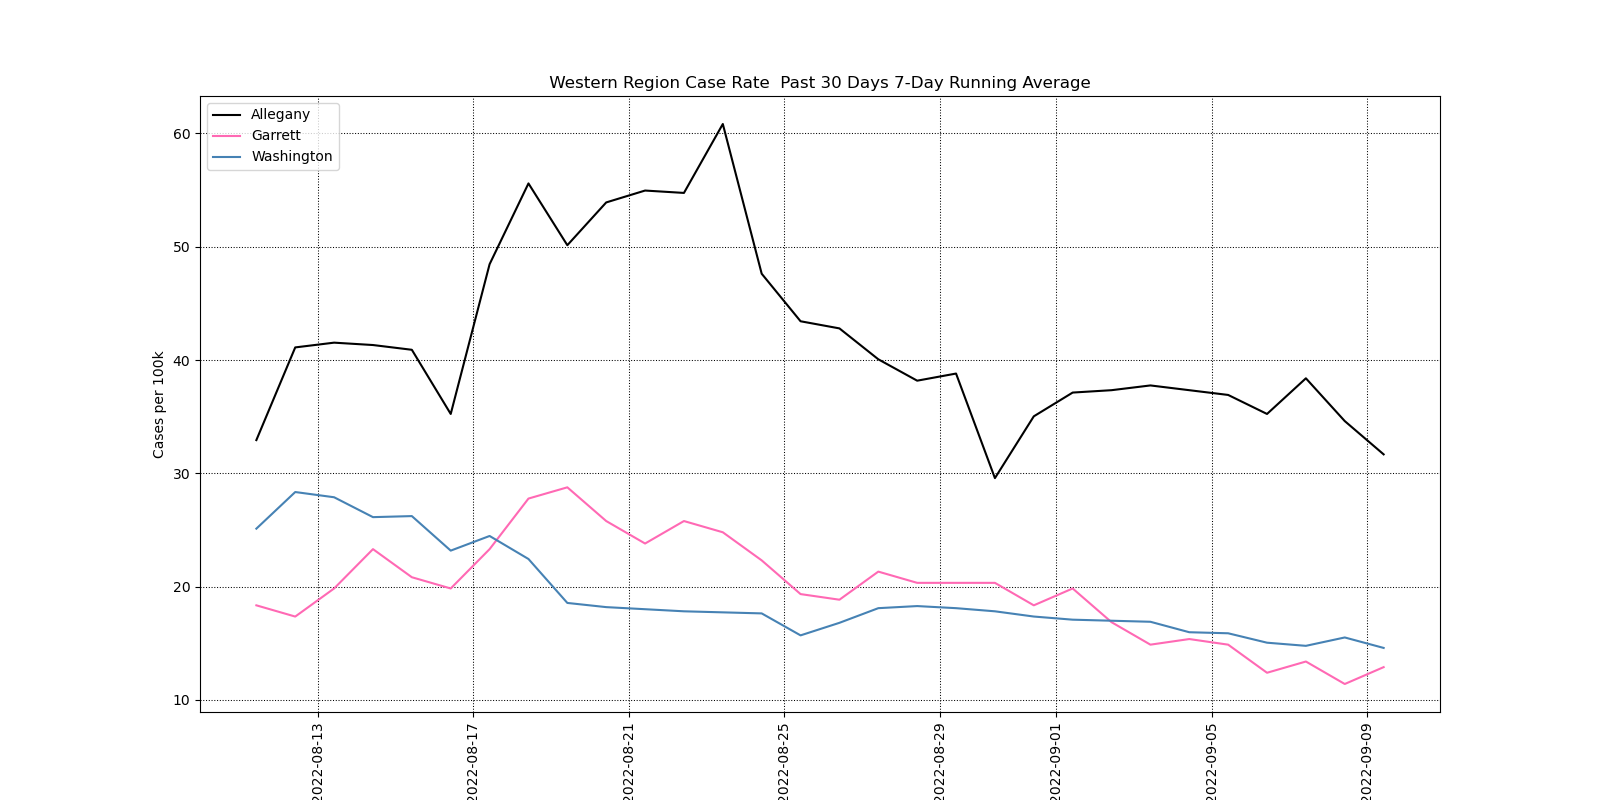 Western Region Case Rate  Past 30 Days 7-Day Running Average
Allegany
Garrett
Washington
Cases per 100k
60
50
40
30
20
10
2022-08-13
2022-08-17
2022-08-21
2022-08-25
2022-08-29
2022-09-01
2022-09-05
2022-09-09